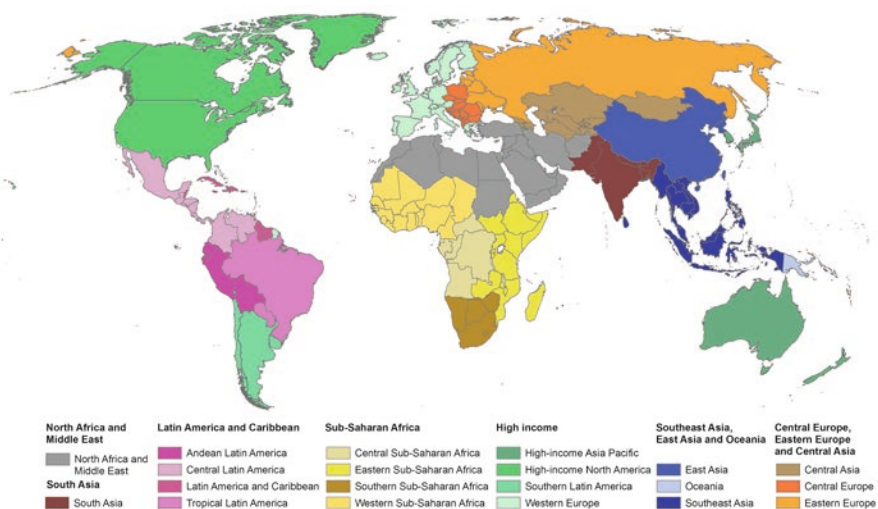 North Africa and
Middle East
North Africa and
Middle East
South Asia
South Asia
Latin America and Caribbean
Andean Latin America
Central Latin America
Latin America and Caribbean
Tropical Latin America
Sub-Saharan Africa
Central Sub-Saharan Africa
Eastern Sub-Saharan Africa
Southern Sub-Saharan Africa
Western Sub-Saharan Africa
High income
High-income Asia Pacific
High-income North America
Southern Latin America
Western Europe
Southeast Asia,
East Asia and Oceania
East Asia
Oceania
Southeast Asia
Central Europe,
Eastern Europe
and Central Asia
Central Asia
Central Europe
Eastern Europe